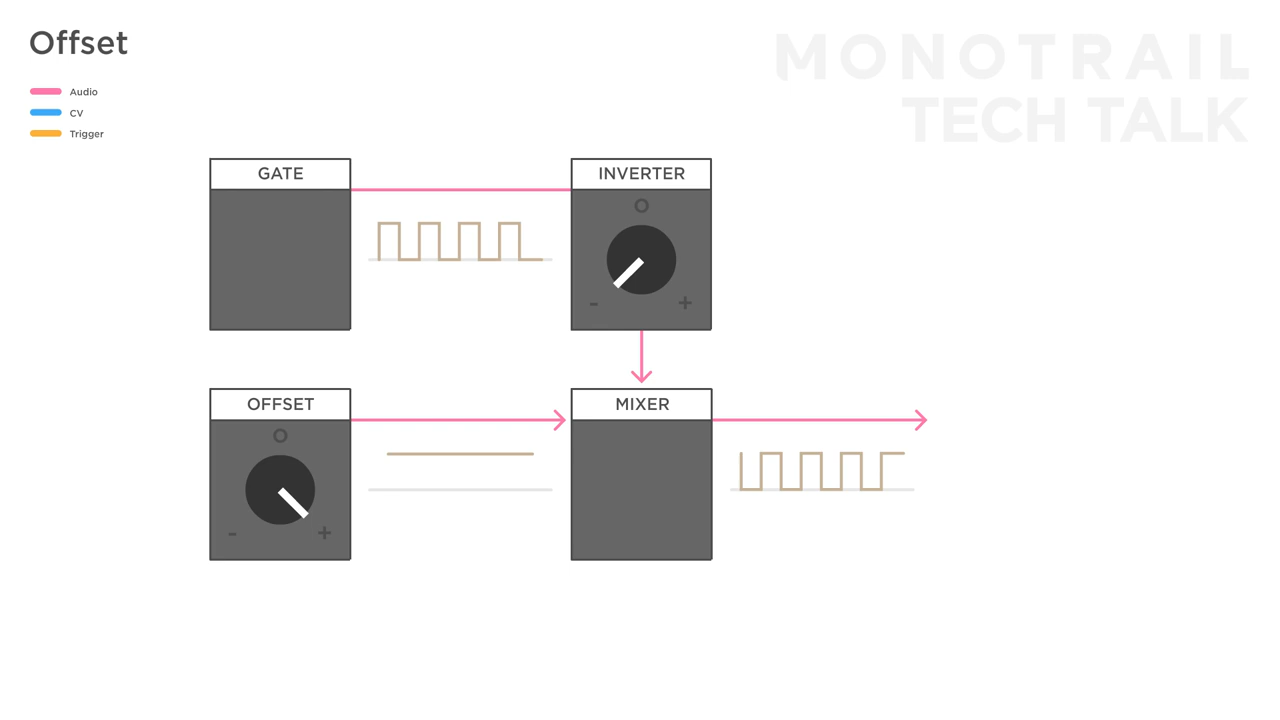 Offset
MONOTRAIL
TECH TALK
Audio
CV
Trigger
GATE
INVERTER
O
- +
OFFSET
MIXER
O
- +